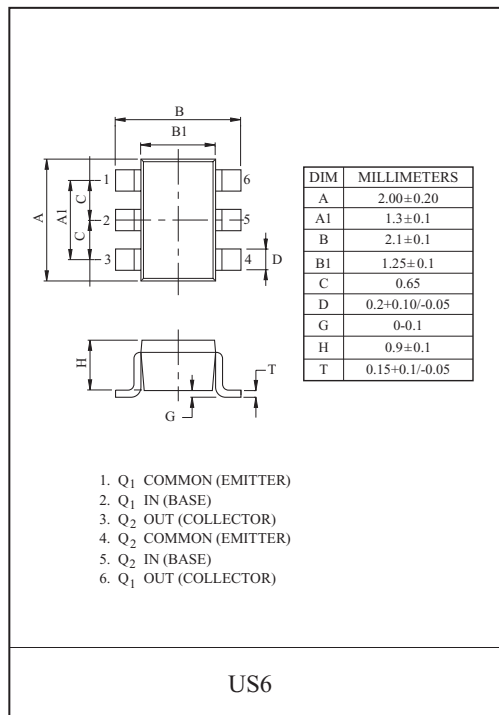 B
B1
A
A1
C
C
1
2
3
6
5
4
D
H
T
G
DIM MILLIMETERS
A 2.00±0.20
A1 1.3±0.1
B 2.1±0.1
B1 1.25±0.1
C 0.65
D 0.2+0.10/-0.05
G 0-0.1
H 0.9±0.1
T 0.15+0.1/-0.05
1. Q1 COMMON (EMITTER)
2. Q1 IN (BASE)
3. Q2 OUT (COLLECTOR)
4. Q2 COMMON (EMITTER)
5. Q2 IN (BASE)
6. Q1 OUT (COLLECTOR)
US6